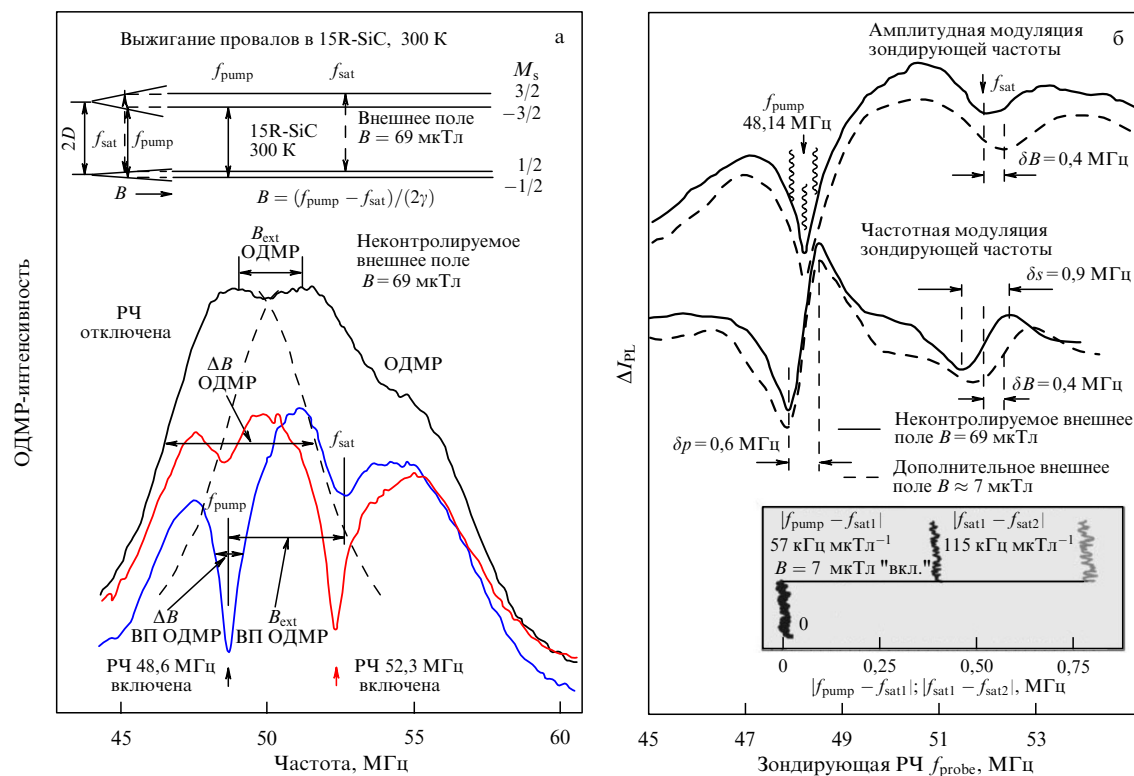 Выжигание провалов в 15R-SiC, 300 К
а
f_pump
f_sat
M_s
3/2
−3/2
2D
f_sat
f_pump
15R-SiC
300 К
Внешнее поле
B = 69 мкТл
1/2
−1/2
B
B = (f_pump − f_sat)/(2γ)
B_ext
ОДМР
Неконтролируемое
внешнее поле
B = 69 мкТл
РЧ
отключена
ΔB
ОДМР
ОДМР
f_sat
f_pump
ΔB
ВП ОДМР
B_ext
ВП ОДМР
РЧ 48,6 МГц
включена
РЧ 52,3 МГц
включена
ОДМР-интенсивность
45
50
55
60
Частота, МГц
Амплитудная модуляция
зондирующей частоты
б
f_sat
f_pump
48,14 МГц
δB = 0,4 МГц
Частотная модуляция
зондирующей частоты
δs = 0,9 МГц
δB = 0,4 МГц
δp = 0,6 МГц
Неконтролируемое внешнее
поле B = 69 мкТл
Дополнительное внешнее
поле B ≈ 7 мкТл
|f_pump − f_sat1|
57 кГц мкТл⁻¹
B = 7 мкТл "вкл."
|f_sat1 − f_sat2|
115 кГц мкТл⁻¹
0
0
0,25
0,50
0,75
|f_pump − f_sat1|; |f_sat1 − f_sat2|, МГц
ΔI_PL
45
47
49
51
53
Зондирующая РЧ f_probe, МГц